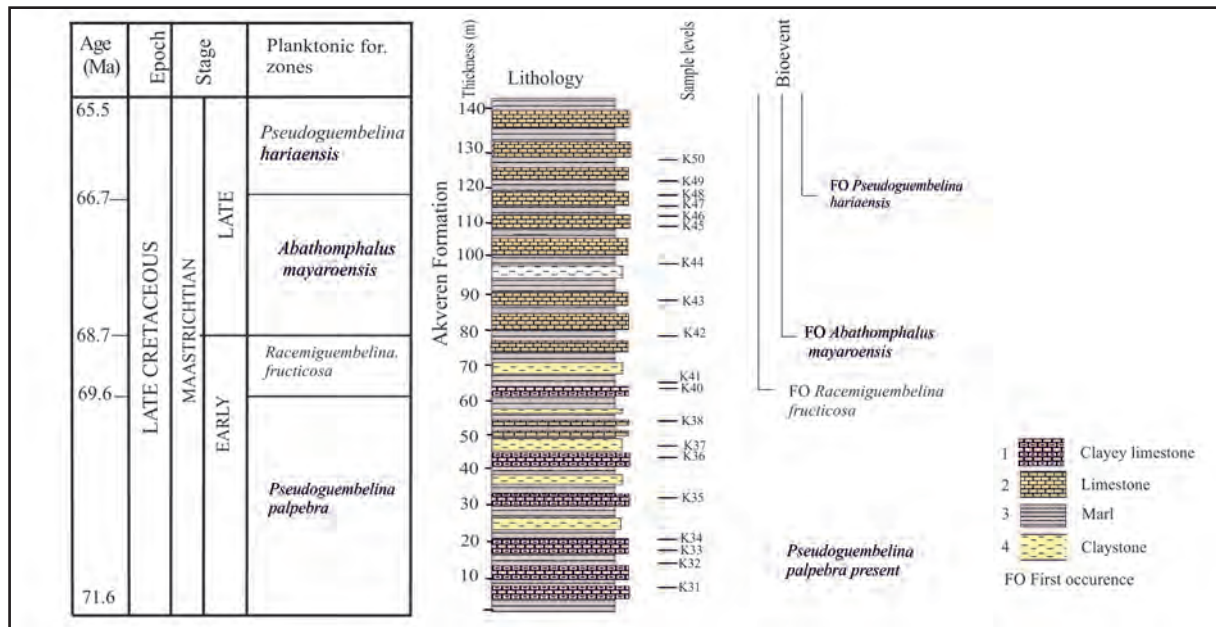 Age
(Ma)
Epoch
Stage
Planktonic for.
zones
65.5
66.7
68.7
69.6
71.6
LATE CRETACEOUS
MAASTRICHTIAN
LATE
EARLY
Pseudoguembelina
hariaensis
Abathomphalus
mayaroensis
Racemiguembelina.
fructicosa
Pseudoguembelina
palpebra
Akveren Formation
Thickness (m)
Lithology
140
130
120
110
100
90
80
70
60
50
40
30
20
10
Sample levels
K50
K49
K48
K47
K46
K45
K44
K43
K42
K41
K40
K38
K37
K36
K35
K34
K33
K32
K31
Bioevent
FO Pseudoguembelina
hariaensis
FO Abathomphalus
mayaroensis
FO Racemiguembelina
fructicosa
Pseudoguembelina
palpebra present
1 Clayey limestone
2 Limestone
3 Marl
4 Claystone
FO First occurence